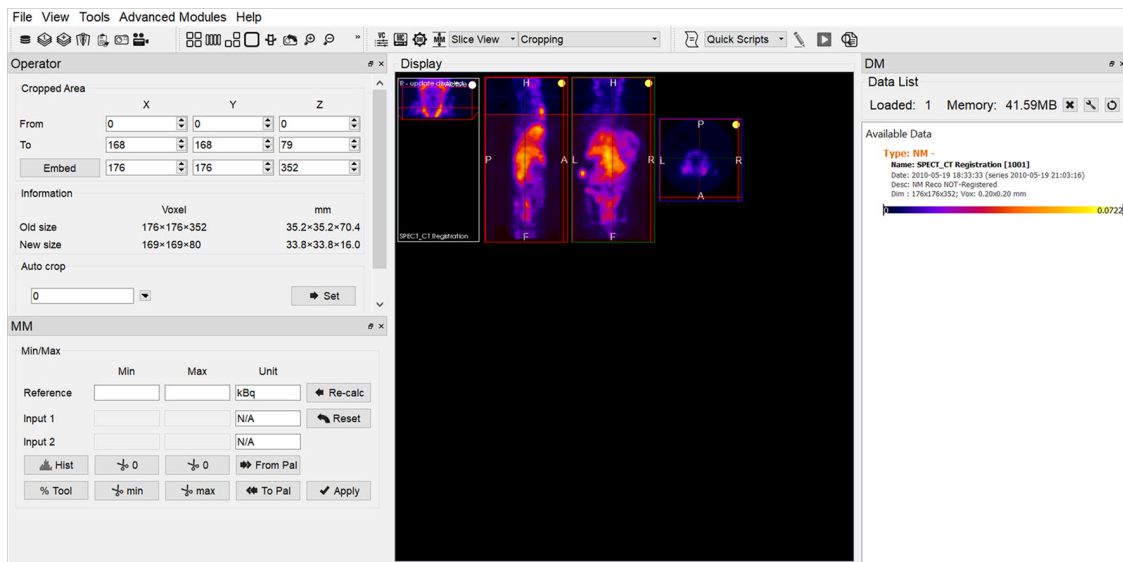 File View Tools Advanced Modules Help
VC Slice View Cropping Quick Scripts
Operator
Cropped Area
X Y Z
From 0 0 0
To 168 168 79
Embed 176 176 352
Information
Voxel mm
Old size 176×176×352 35.2×35.2×70.4
New size 169×169×80 33.8×33.8×16.0
Auto crop
0 Set
MM
Min/Max
Min Max Unit
Reference kBq Re-calc
Input 1 N/A Reset
Input 2 N/A
Hist 0 0 From Pal
% Tool min max To Pal Apply
Display
R - update Active
SPECT_CT Registration
H
P A
F
H
L R
F
P
L R
A
DM
Data List
Loaded: 1 Memory: 41.59MB
Available Data
Type: NM -
Name: SPECT_CT Registration [1001]
Date: 2010-05-19 18:33:33 (series 2010-05-19 21:03:16)
Desc: NM Reco NOT-Registered
Dim : 176x176x352; Vox: 0.20x0.20 mm
0 0.0722